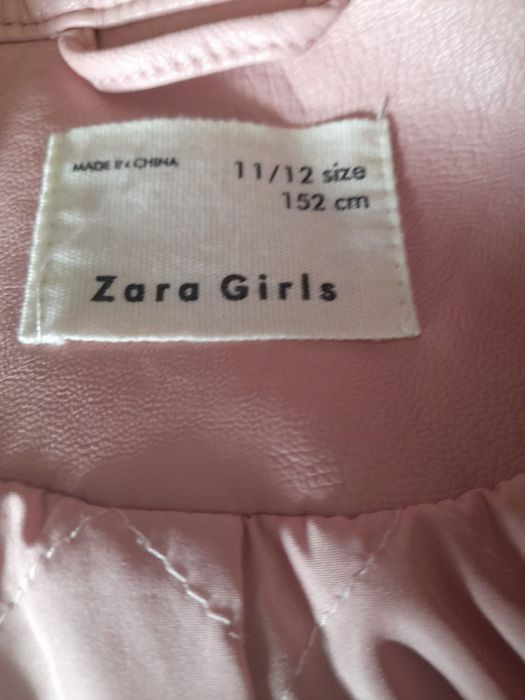 MADE IN CHINA
11/12 size
152 cm
Zara Girls